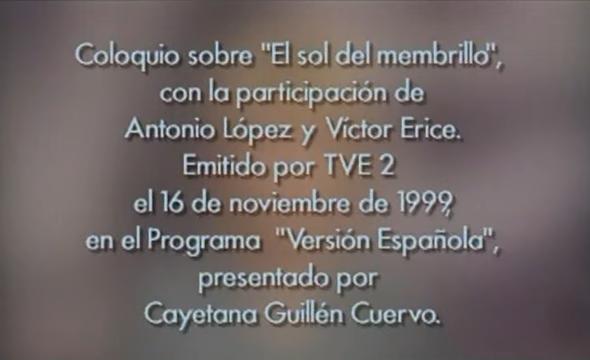 Coloquio sobre "El sol del membrillo",
con la participación de
Antonio López y Víctor Erice.
Emitido por TVE 2
el 16 de noviembre de 1999,
en el Programa "Versión Española",
presentado por
Cayetana Guillén Cuervo.